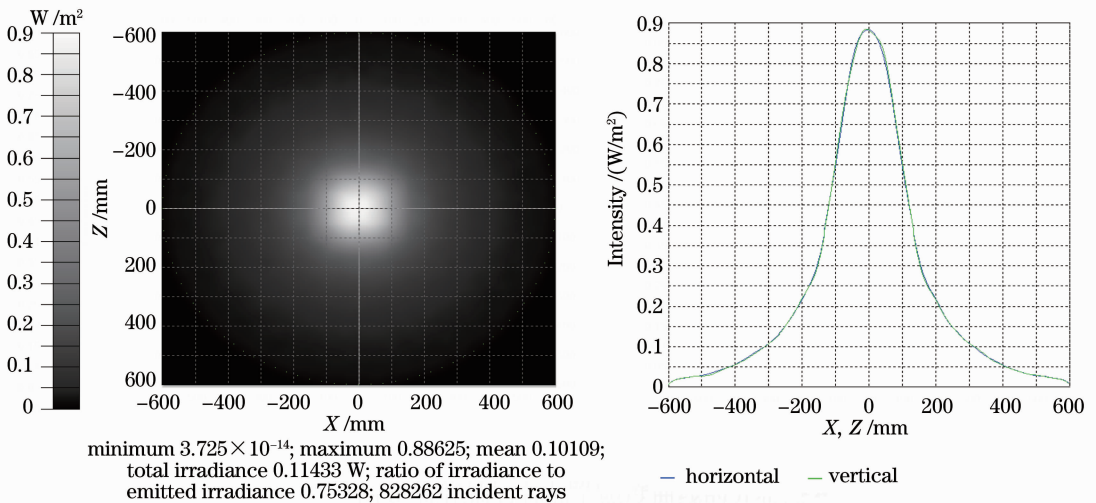 W /m²
0.9
0.8
0.7
0.6
0.5
0.4
0.3
0.2
0.1
0
Z /mm
−600
−400
−200
0
200
400
600
−600 −400 −200 0 200 400 600
X /mm
minimum 3.725×10⁻¹⁴; maximum 0.88625; mean 0.10109;
total irradiance 0.11433 W; ratio of irradiance to
emitted irradiance 0.75328; 828262 incident rays
Intensity /(W/m²)
0.9
0.8
0.7
0.6
0.5
0.4
0.3
0.2
0.1
0
−600 −400 −200 0 200 400 600
X, Z /mm
horizontal vertical